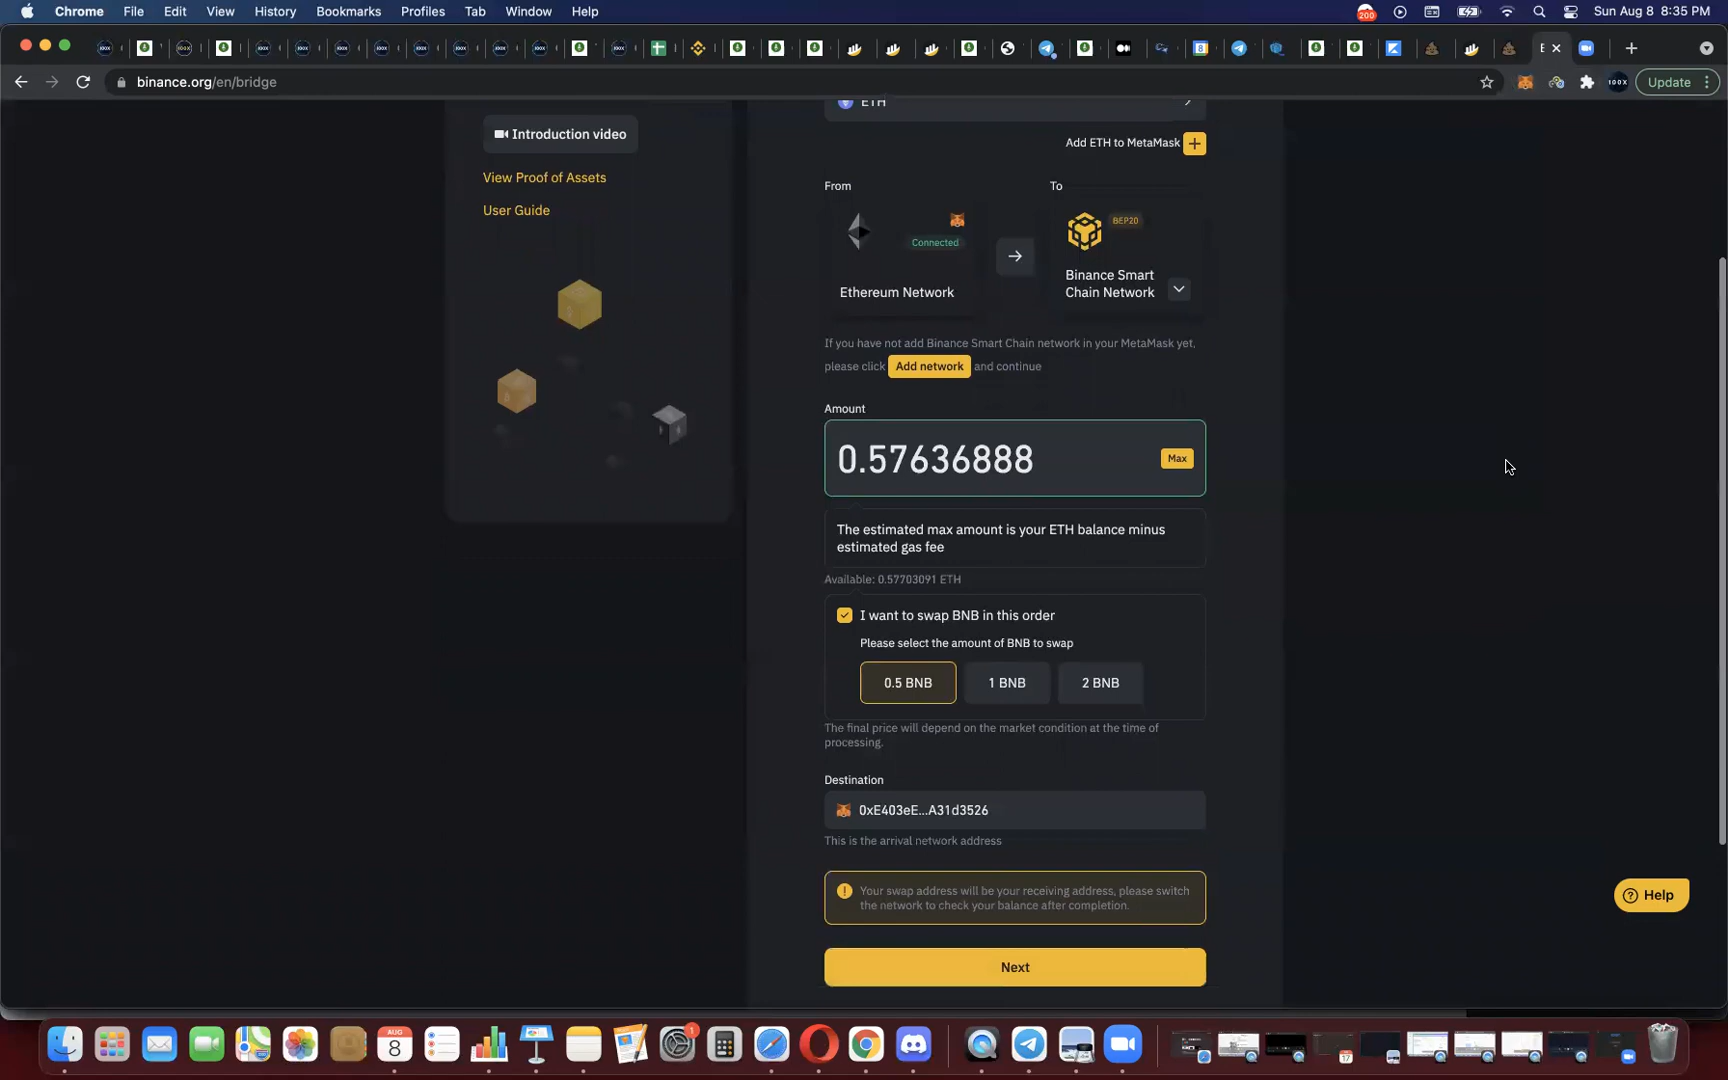 Chrome File Edit View History Bookmarks Profiles Tab Window Help
200
Sun Aug 8 8:35 PM
binance.org/en/bridge
100X
Update
ETH
Introduction video
Add ETH to MetaMask
View Proof of Assets
User Guide
From
To
BEP20
Connected
Binance Smart
Chain Network
Ethereum Network
If you have not add Binance Smart Chain network in your MetaMask yet,
please click Add network and continue
Amount
0.57636888
Max
The estimated max amount is your ETH balance minus
estimated gas fee
Available: 0.57703091 ETH
I want to swap BNB in this order
Please select the amount of BNB to swap
0.5 BNB 1 BNB 2 BNB
The final price will depend on the market condition at the time of
processing.
Destination
0xE403eE...A31d3526
This is the arrival network address
Your swap address will be your receiving address, please switch
the network to check your balance after completion.
Help
Next
AUG
8
1
17